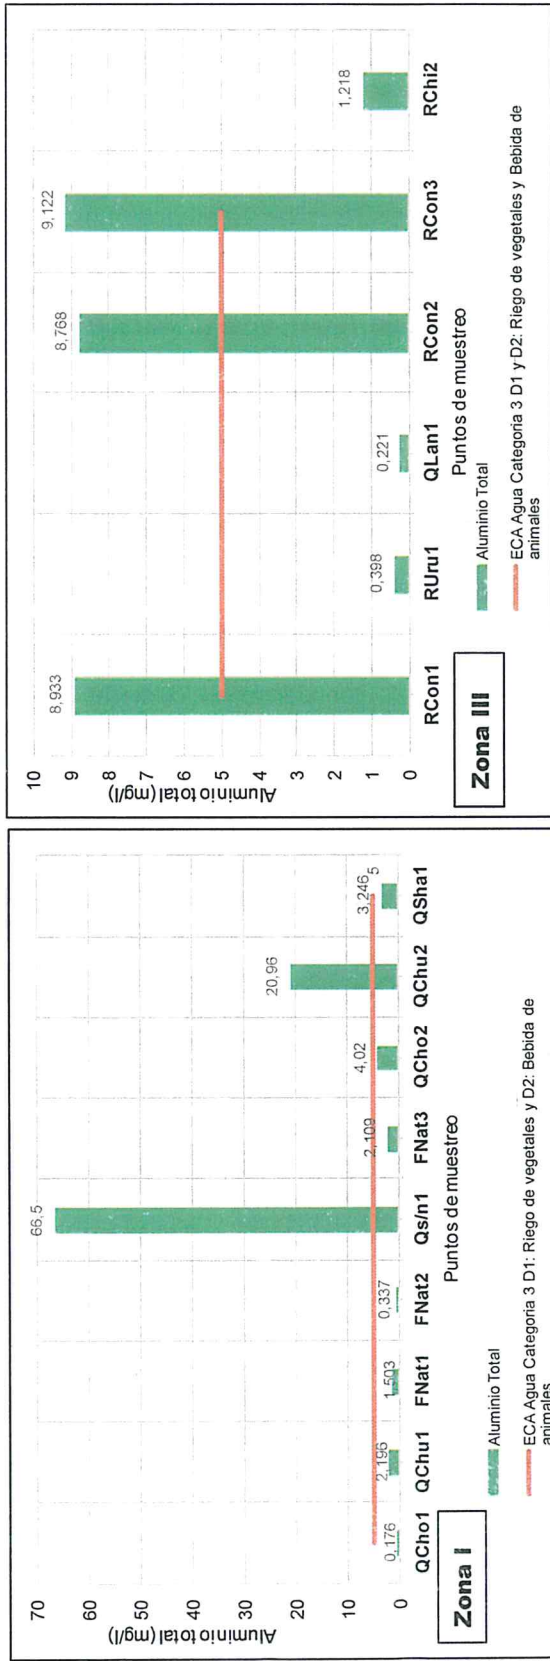 Aluminio total (mg/l)
70
60
50
40
30
20
10
0
0,176
2,196
1,503
0,337
66,5
2,109
4,02
20,96
3,246
5
QCho1
QChu1
FNat1
FNat2
Qs/n1
FNat3
QCho2
QChu2
QSha1
Puntos de muestreo
Zona I
Aluminio Total
ECA Agua Categoria 3 D1: Riego de vegetales y D2: Bebida de
animales
Aluminio total (mg/l)
10
9
8
7
6
5
4
3
2
1
0
8,933
0,398
0,221
8,768
9,122
1,218
RCon1
RUru1
QLan1
RCon2
RCon3
RChi2
Puntos de muestreo
Zona III
Aluminio Total
ECA Agua Categoria 3 D1 y D2: Riego de vegetales y Bebida de
animales